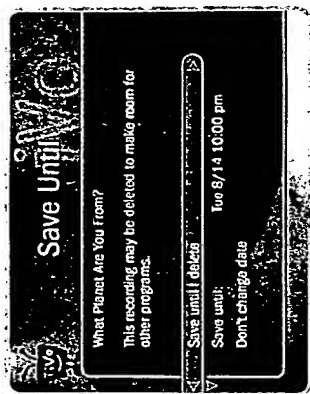 Save Until
TiVo
What Planet Are You From?
This recording may be deleted to make room for
other programs.
Save until I delete
Save until: Tue 8/14 10:00 pm
Don't change date